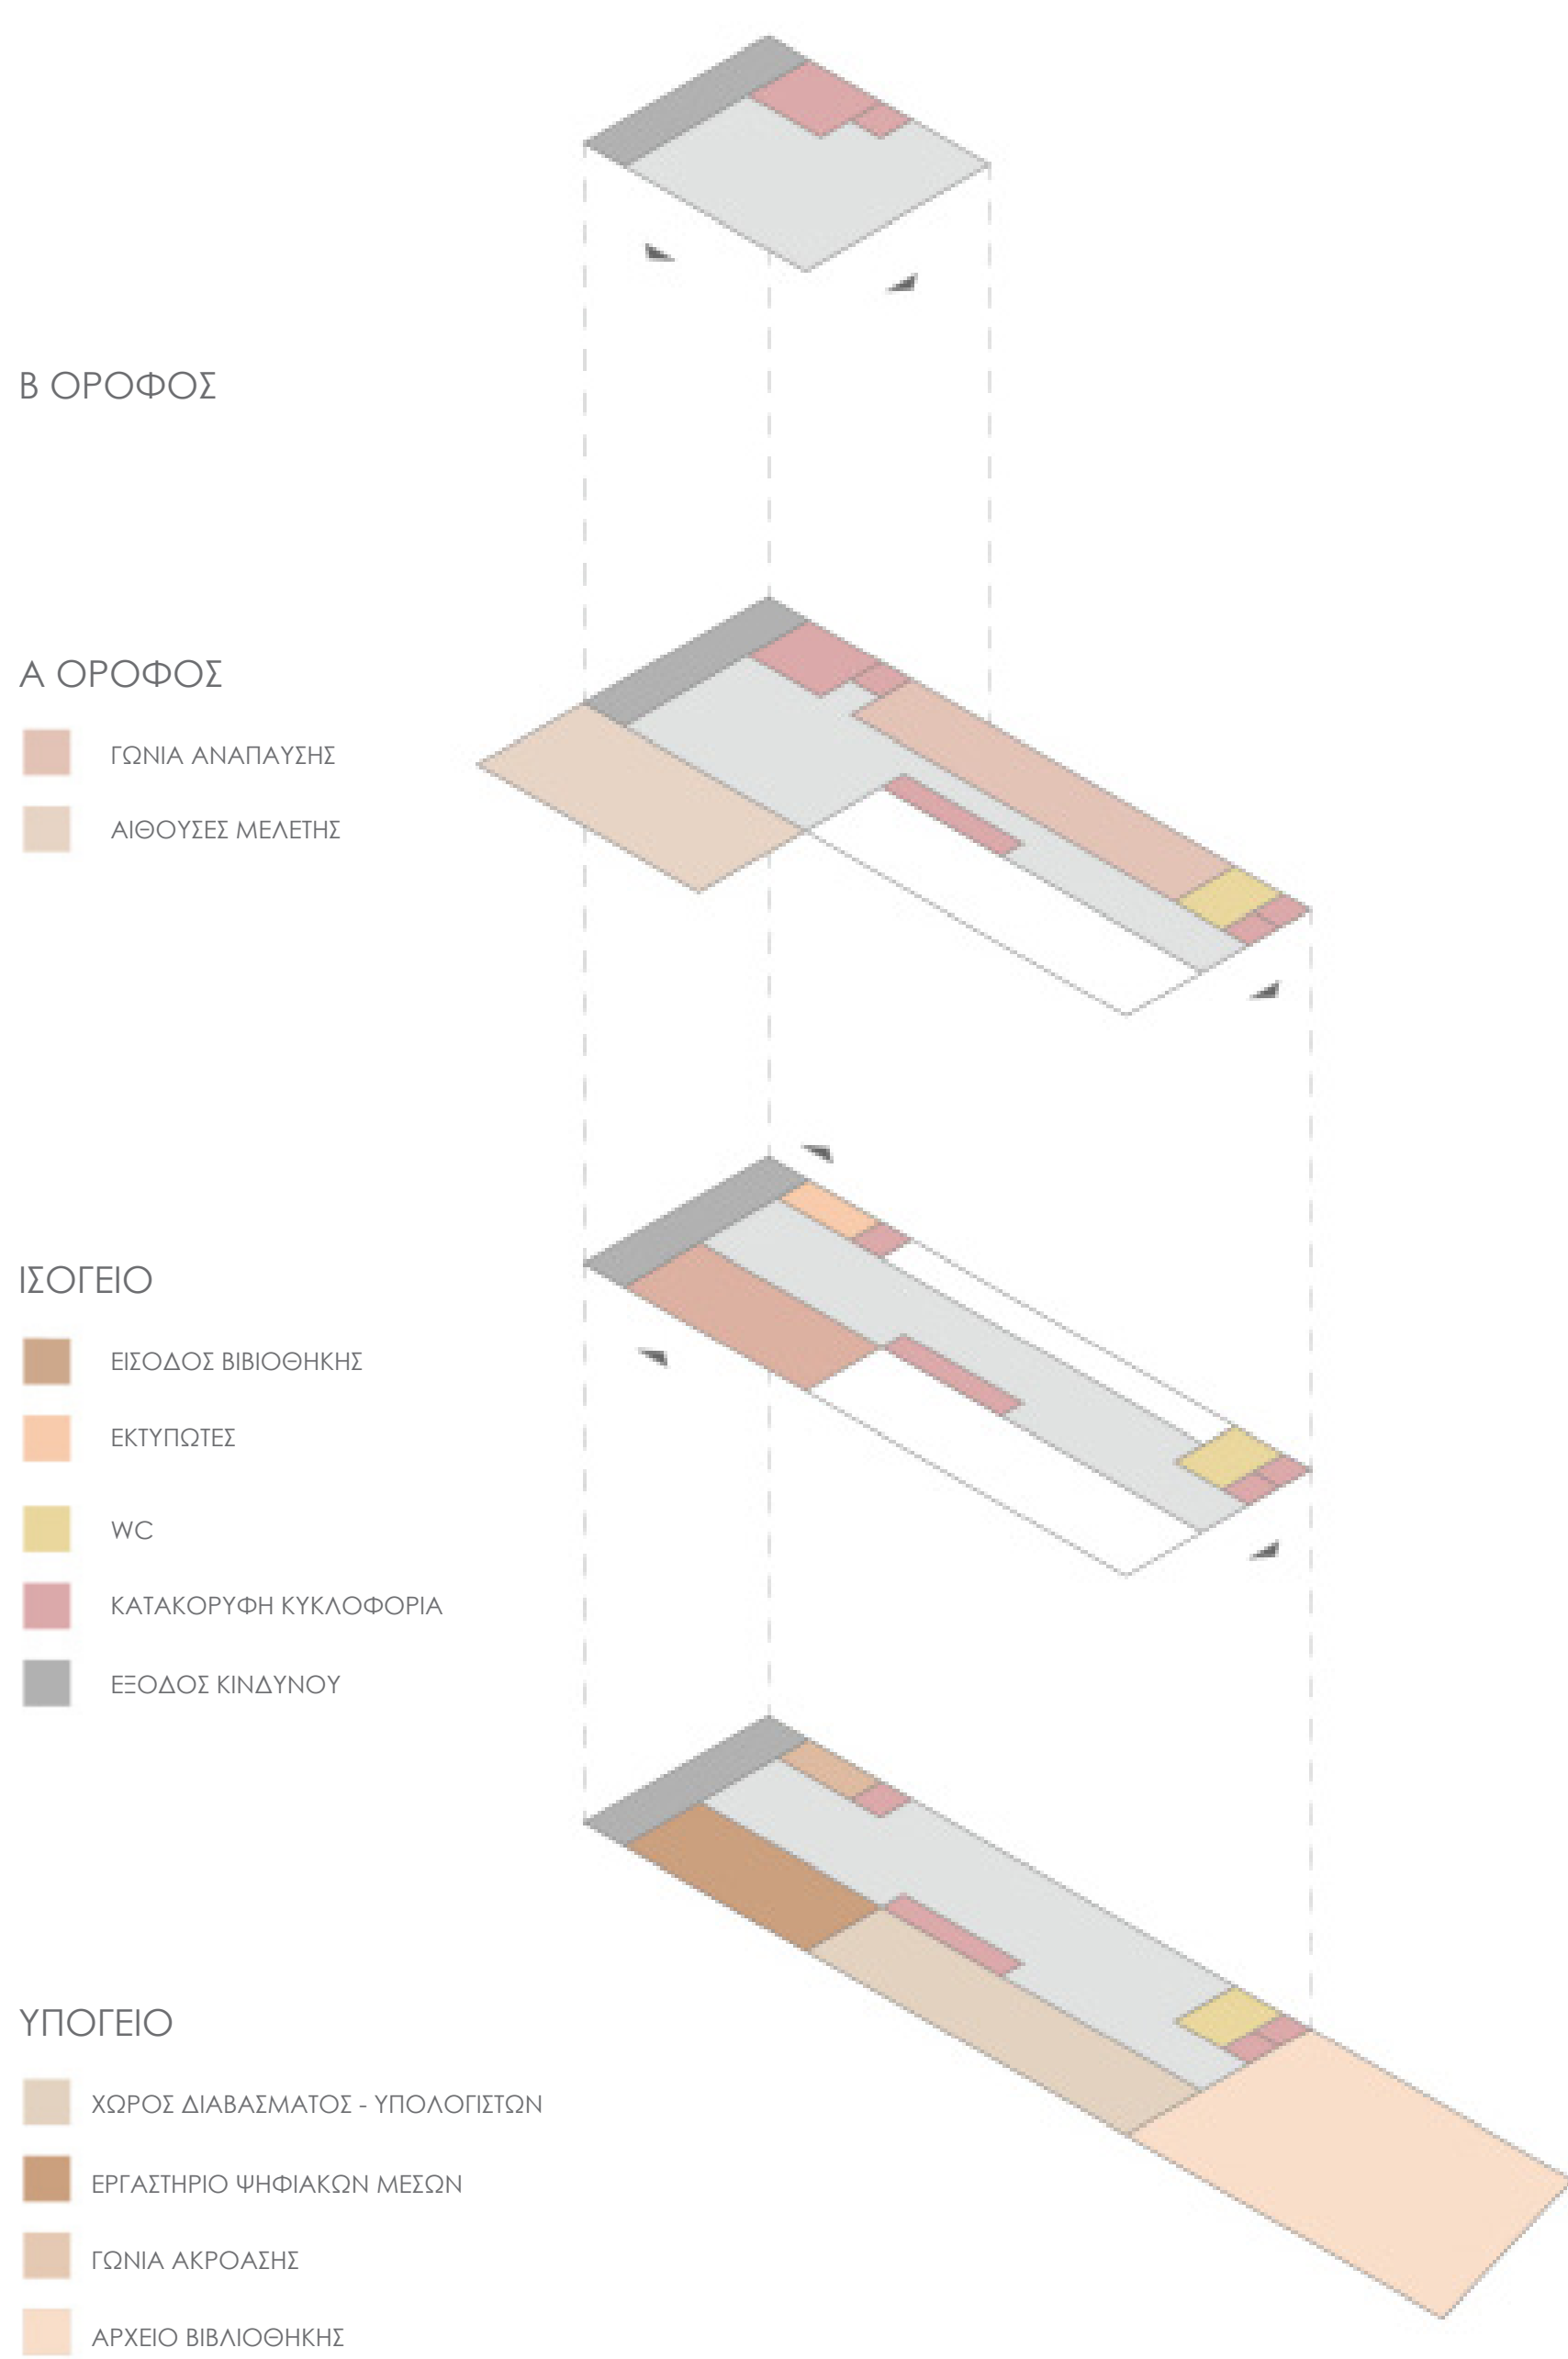 Β ΟΡΟΦΟΣ
Α ΟΡΟΦΟΣ
ΓΩΝΙΑ ΑΝΑΠΑΥΣΗΣ
ΑΙΘΟΥΣΕΣ ΜΕΛΕΤΗΣ
ΙΣΟΓΕΙΟ
ΕΙΣΟΔΟΣ ΒΙΒΙΟΘΗΚΗΣ
ΕΚΤΥΠΩΤΕΣ
WC
ΚΑΤΑΚΟΡΥΦΗ ΚΥΚΛΟΦΟΡΙΑ
ΕΞΟΔΟΣ ΚΙΝΔΥΝΟΥ
ΥΠΟΓΕΙΟ
ΧΩΡΟΣ ΔΙΑΒΑΣΜΑΤΟΣ - ΥΠΟΛΟΓΙΣΤΩΝ
ΕΡΓΑΣΤΗΡΙΟ ΨΗΦΙΑΚΩΝ ΜΕΣΩΝ
ΓΩΝΙΑ ΑΚΡΟΑΣΗΣ
ΑΡΧΕΙΟ ΒΙΒΛΙΟΘΗΚΗΣ